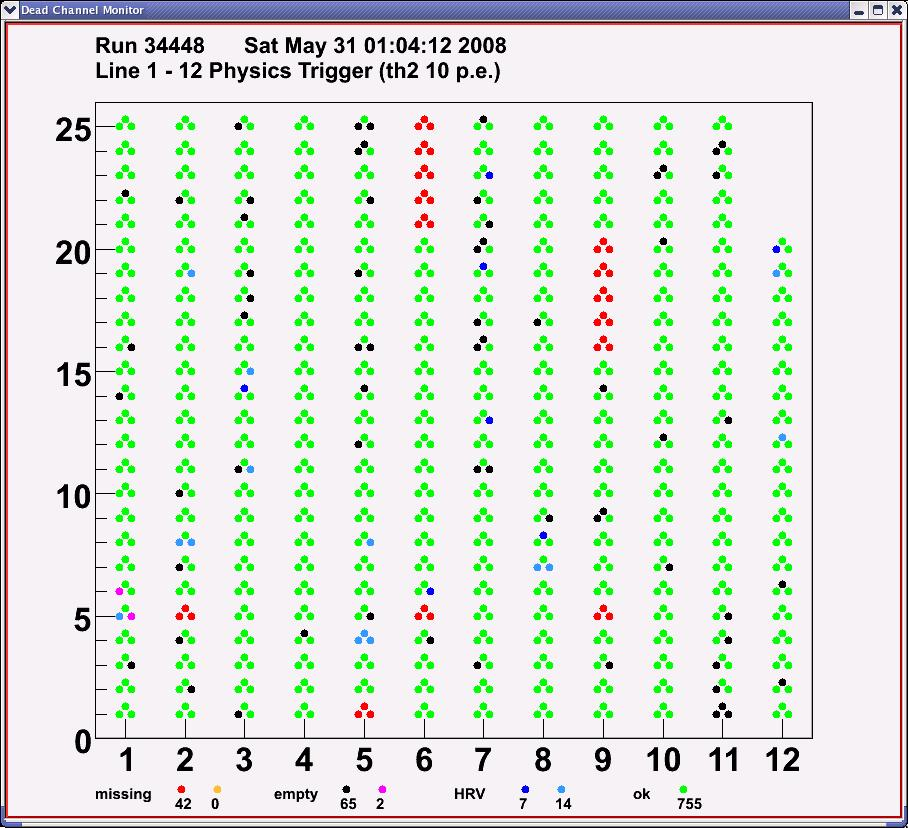 Dead Channel Monitor
Run 34448 Sat May 31 01:04:12 2008
Line 1 - 12 Physics Trigger (th2 10 p.e.)
25
20
15
10
5
0
1 2 3 4 5 6 7 8 9 10 11 12
missing empty HRV ok
42 0 65 2 7 14 755